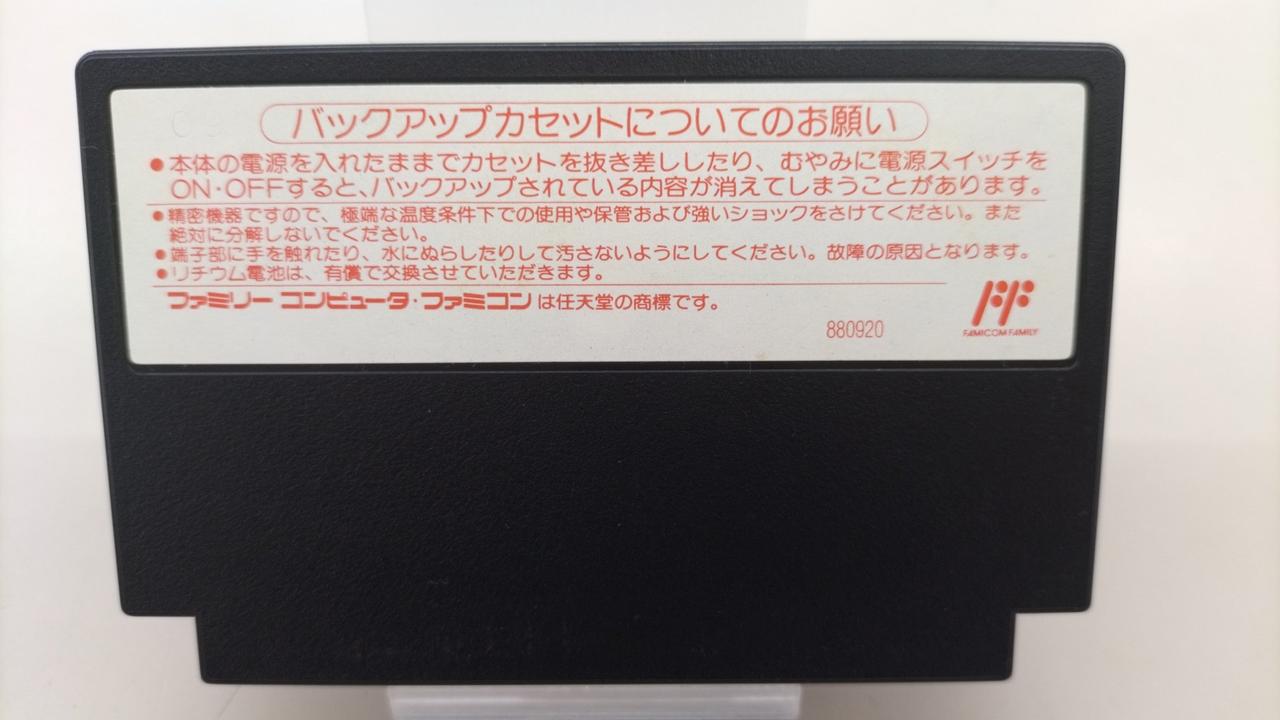 バックアップカセットについてのお願い
●本体の電源を入れたままでカセットを抜き差ししたり、むやみに電源スイッチを
ON・OFFすると、バックアップされている内容が消えてしまうことがあります。
●精密機器ですので、極端な温度条件下での使用や保管および強いショックをさけてください。また
絶対に分解しないでください。
●端子部に手を触れたり、水にぬらしたりして汚さないようにしてください。故障の原因となります。
●リチウム電池は、有償で交換させていただきます。
ファミリー コンピュータ・ファミコンは任天堂の商標です。
880920
FAMICOM FAMILY